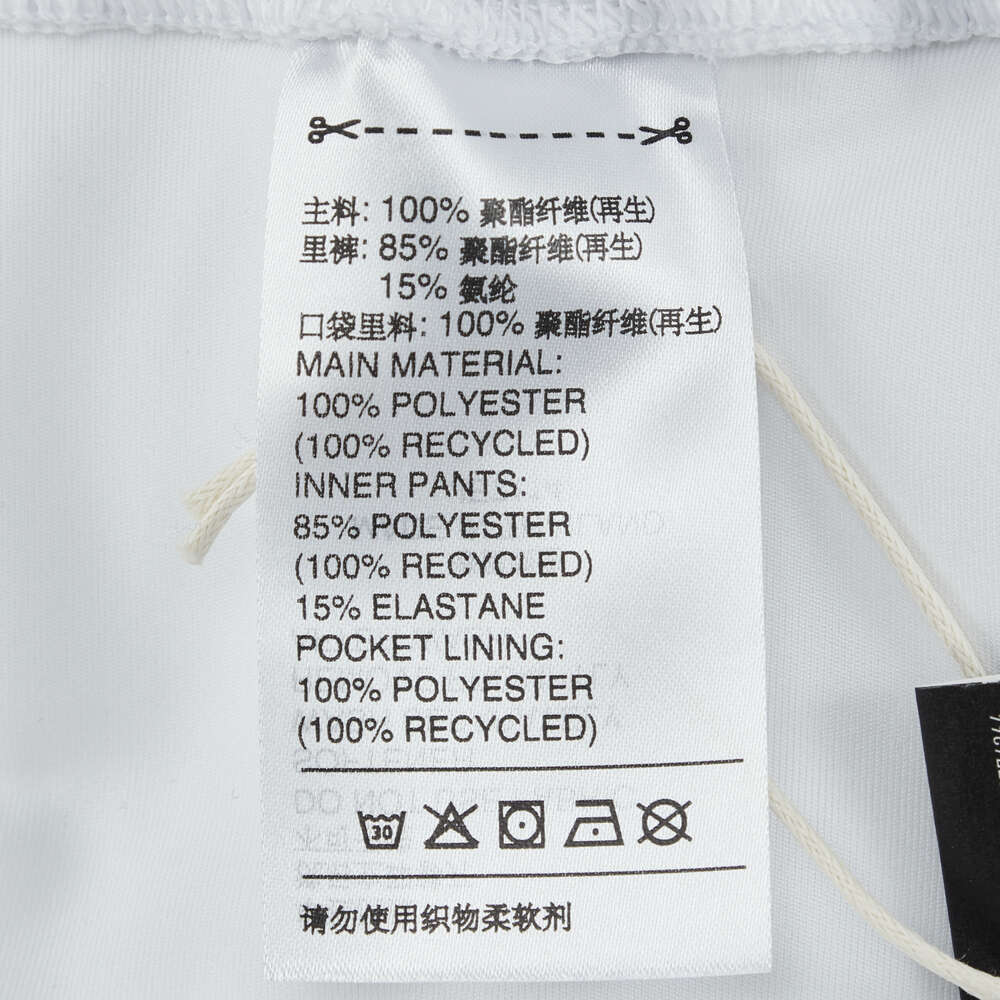 主料: 100% 聚酯纤维(再生)
里裤: 85% 聚酯纤维(再生)
15% 氨纶
口袋里料: 100% 聚酯纤维(再生)
MAIN MATERIAL:
100% POLYESTER
(100% RECYCLED)
INNER PANTS:
85% POLYESTER
(100% RECYCLED)
15% ELASTANE
POCKET LINING:
100% POLYESTER
(100% RECYCLED)
30
请勿使用织物柔软剂